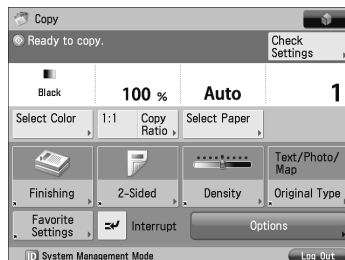 Copy
Ready to copy.
Check
Settings
Black
100 %
Auto
1
Select Color
1:1
Copy
Ratio
Select Paper
Text/Photo/
Map
Finishing
2-Sided
Density
Original Type
Favorite
Settings
Interrupt
Options
ID System Management Mode
Log Out